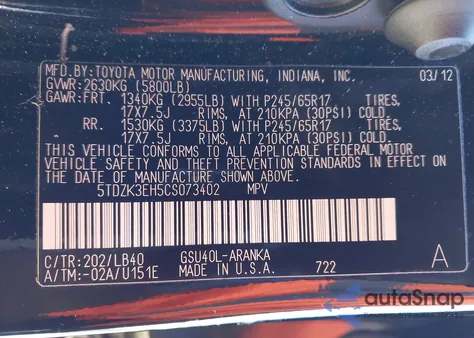 MFD.BY: TOYOTA MOTOR MANUFACTURING, INDIANA, INC. 03/12
GVWR: 2630KG (5800LB)
GAWR: FRT. 1340KG (2955LB) WITH P245/65R17 TIRES,
17X7.5J RIMS, AT 210KPA (30PSI) COLD
RR. 1530KG (3375LB) WITH P245/65R17 TIRES,
17X7.5J RIMS, AT 210KPA (30PSI) COLD
THIS VEHICLE CONFORMS TO ALL APPLICABLE FEDERAL MOTOR
VEHICLE SAFETY AND THEFT PREVENTION STANDARDS IN EFFECT ON
THE DATE OF MANUFACTURE SHOWN ABOVE.
5TDZK3EH5CS073402 MPV
C/TR: 202/LB40 GSU40L-ARANKA
A/TM: -02A/U151E MADE IN U.S.A. 722 A
autoSnap